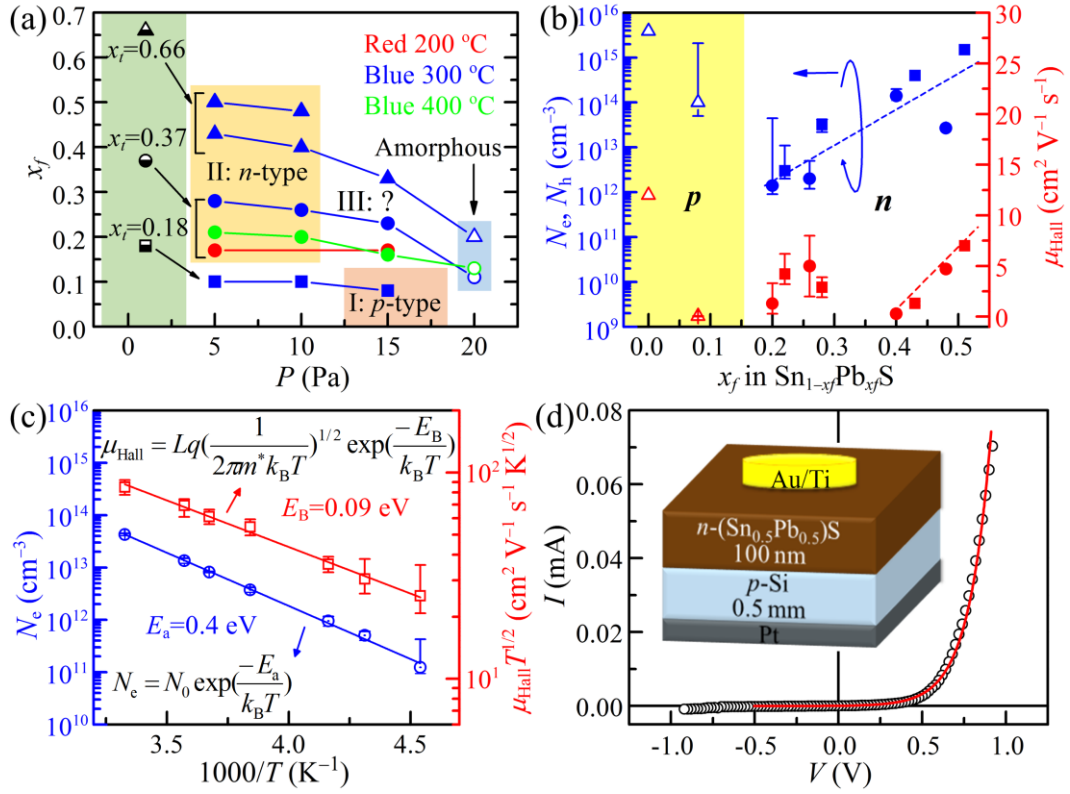 (a)
0.7
0.6
0.5
0.4
0.3
0.2
0.1
0.0
x_f
x_t=0.66
x_t=0.37
x_t=0.18
Red 200 °C
Blue 300 °C
Blue 400 °C
Amorphous
II: n-type
III: ?
I: p-type
0 5 10 15 20
P (Pa)
(b)
10^16
10^15
10^14
10^13
10^12
10^11
10^10
10^9
N_e, N_h (cm^−3)
p
n
30
25
20
15
10
5
0
μ_Hall (cm^2 V^−1 s^−1)
0.0 0.1 0.2 0.3 0.4 0.5
x_f in Sn_1−xfPb_xfS
(c)
10^16
10^15
10^14
10^13
10^12
10^11
10^10
N_e (cm^−3)
μ_Hall = Lq(1/2πm*k_BT)^1/2 exp(−E_B/k_BT)
E_B=0.09 eV
E_a=0.4 eV
N_e = N_0 exp(−E_a/k_BT)
10^2
10^1
μ_HallT^1/2 (cm^2 V^−1 s^−1 K^1/2)
3.5 4.0 4.5
1000/T (K^−1)
(d)
0.08
0.06
0.04
0.02
0.00
I (mA)
Au/Ti
n-(Sn_0.5Pb_0.5)S
100 nm
p-Si
0.5 mm
Pt
-1.0 -0.5 0.0 0.5 1.0
V (V)